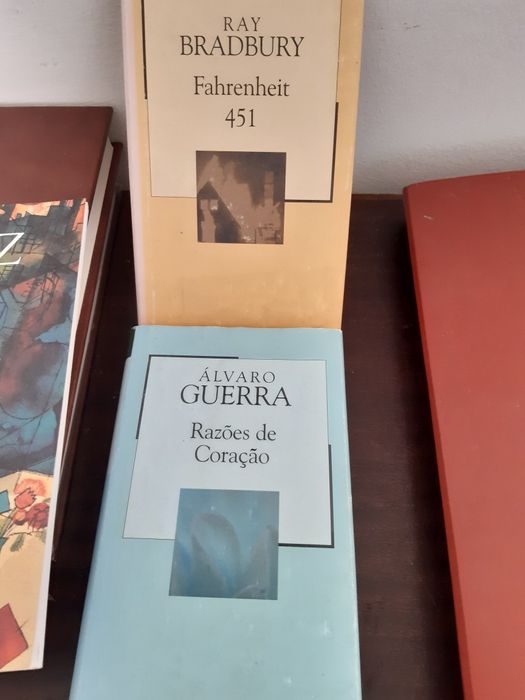 RAY
BRADBURY
Fahrenheit
451
Z
ÁLVARO
GUERRA
Razões de
Coração